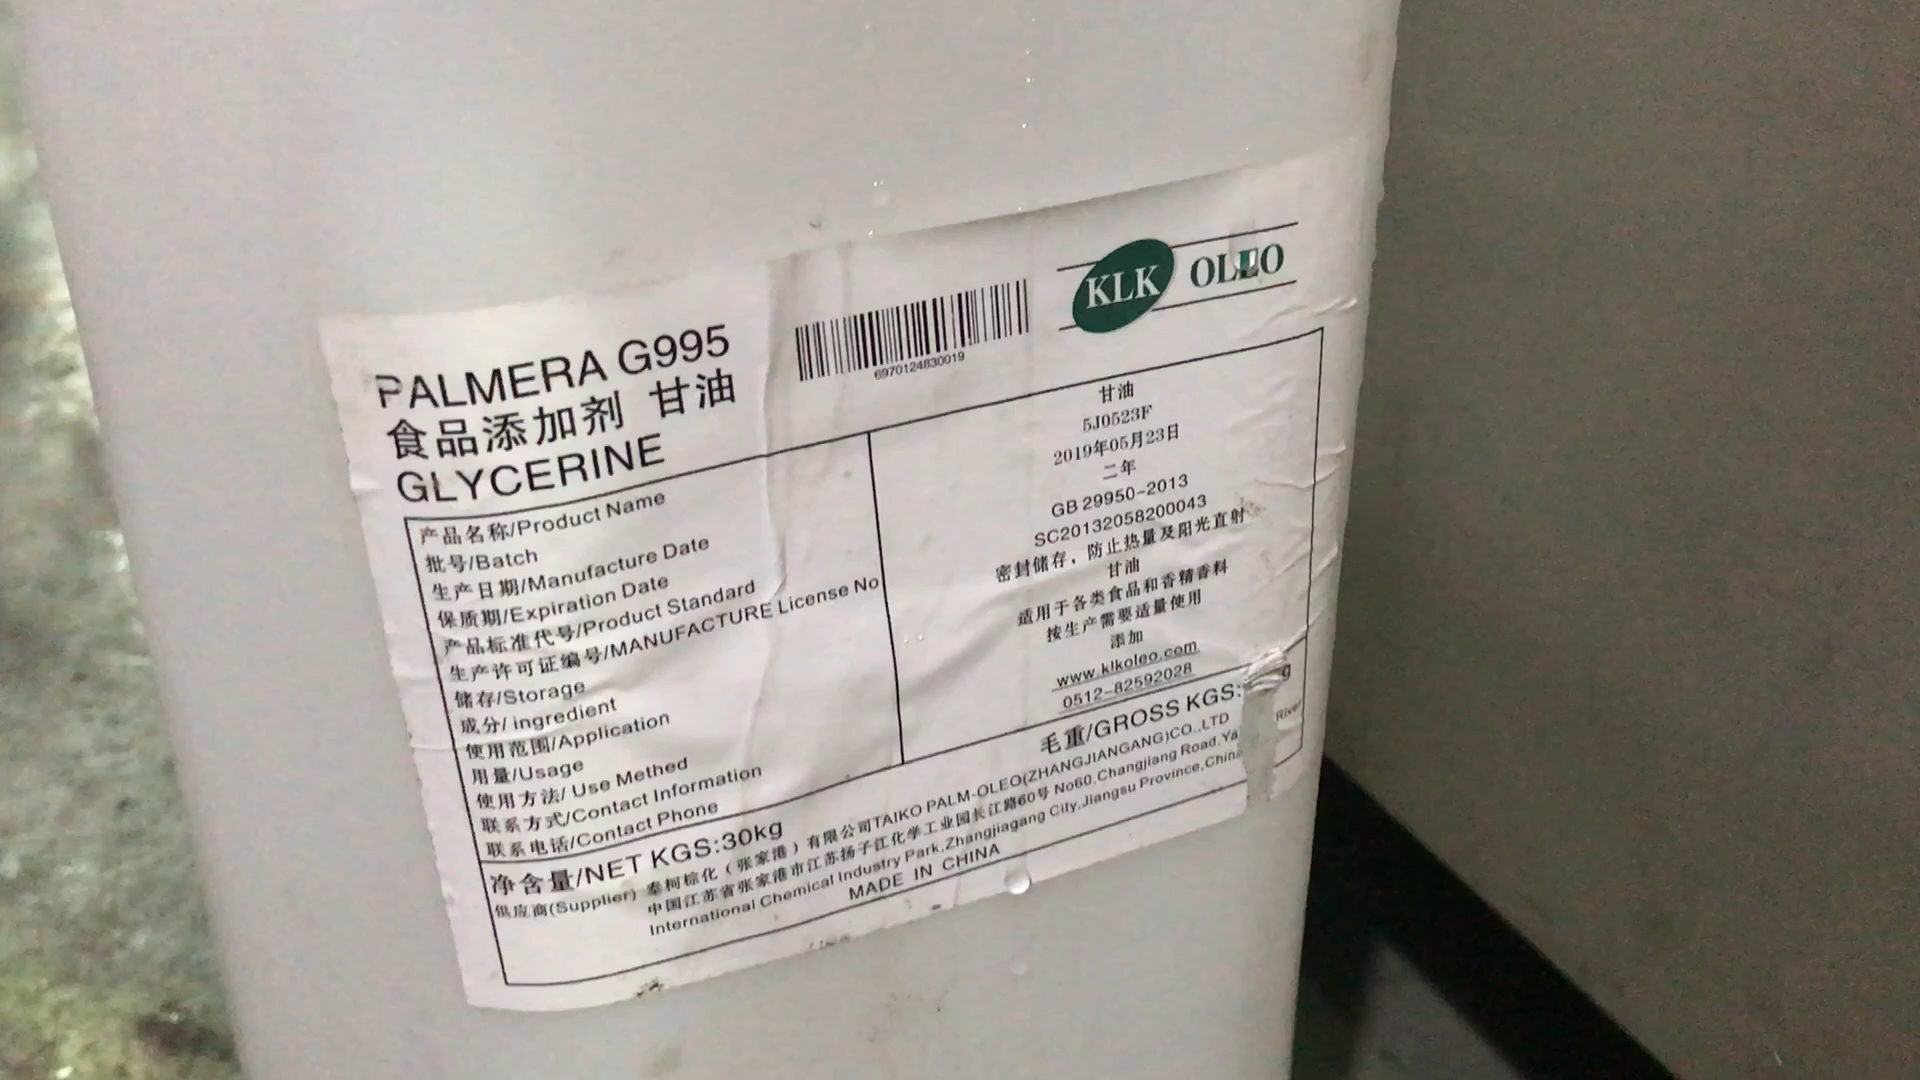 KLK OLEO
PALMERA G995
食品添加剂 甘油
GLYCERINE
6970124830019
产品名称/Product Name
甘油
批号/Batch
5J0523F
生产日期/Manufacture Date
2019年05月23日
保质期/Expiration Date
二年
产品标准代号/Product Standard
GB 29950-2013
生产许可证编号/MANUFACTURE License No
SC20132058200043
储存/Storage
密封储存，防止热量及阳光直射
成分/ ingredient
甘油
使用范围/Application
适用于各类食品和香精香料
用量/Usage
按生产需要适量使用
使用方法/ Use Methed
添加
联系方式/Contact Information
www.klkoleo.com
联系电话/Contact Phone
0512-82592028
净含量/NET KGS:30kg
毛重/GROSS KGS: g
供应商(Supplier) 泰柯棕化（张家港）有限公司TAIKO PALM-OLEO(ZHANGJIANGANG)CO.,LTD
中国江苏省张家港市江苏扬子江化学工业园长江路60号 No60,Changjiang Road,Ya River
International Chemical Industry Park,Zhangjiagang City,Jiangsu Province,China
MADE IN CHINA